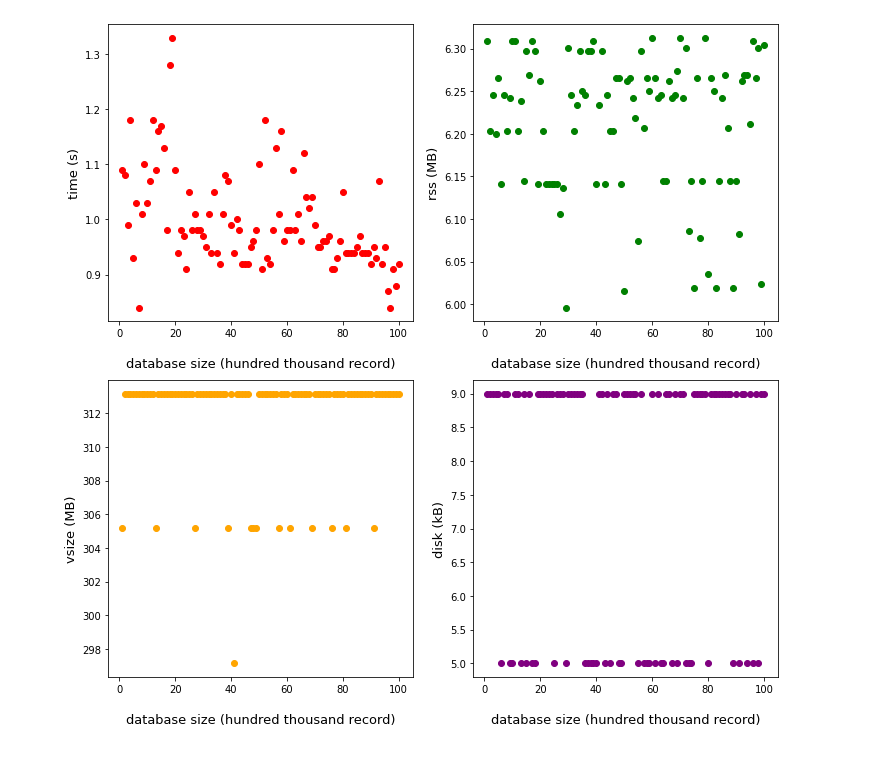 time (s)
1.3
1.2
1.1
1.0
0.9
0 20 40 60 80 100
database size (hundred thousand record)
rss (MB)
6.30
6.25
6.20
6.15
6.10
6.05
6.00
0 20 40 60 80 100
database size (hundred thousand record)
vsize (MB)
312
310
308
306
304
302
300
298
0 20 40 60 80 100
database size (hundred thousand record)
disk (kB)
9.0
8.5
8.0
7.5
7.0
6.5
6.0
5.5
5.0
0 20 40 60 80 100
database size (hundred thousand record)